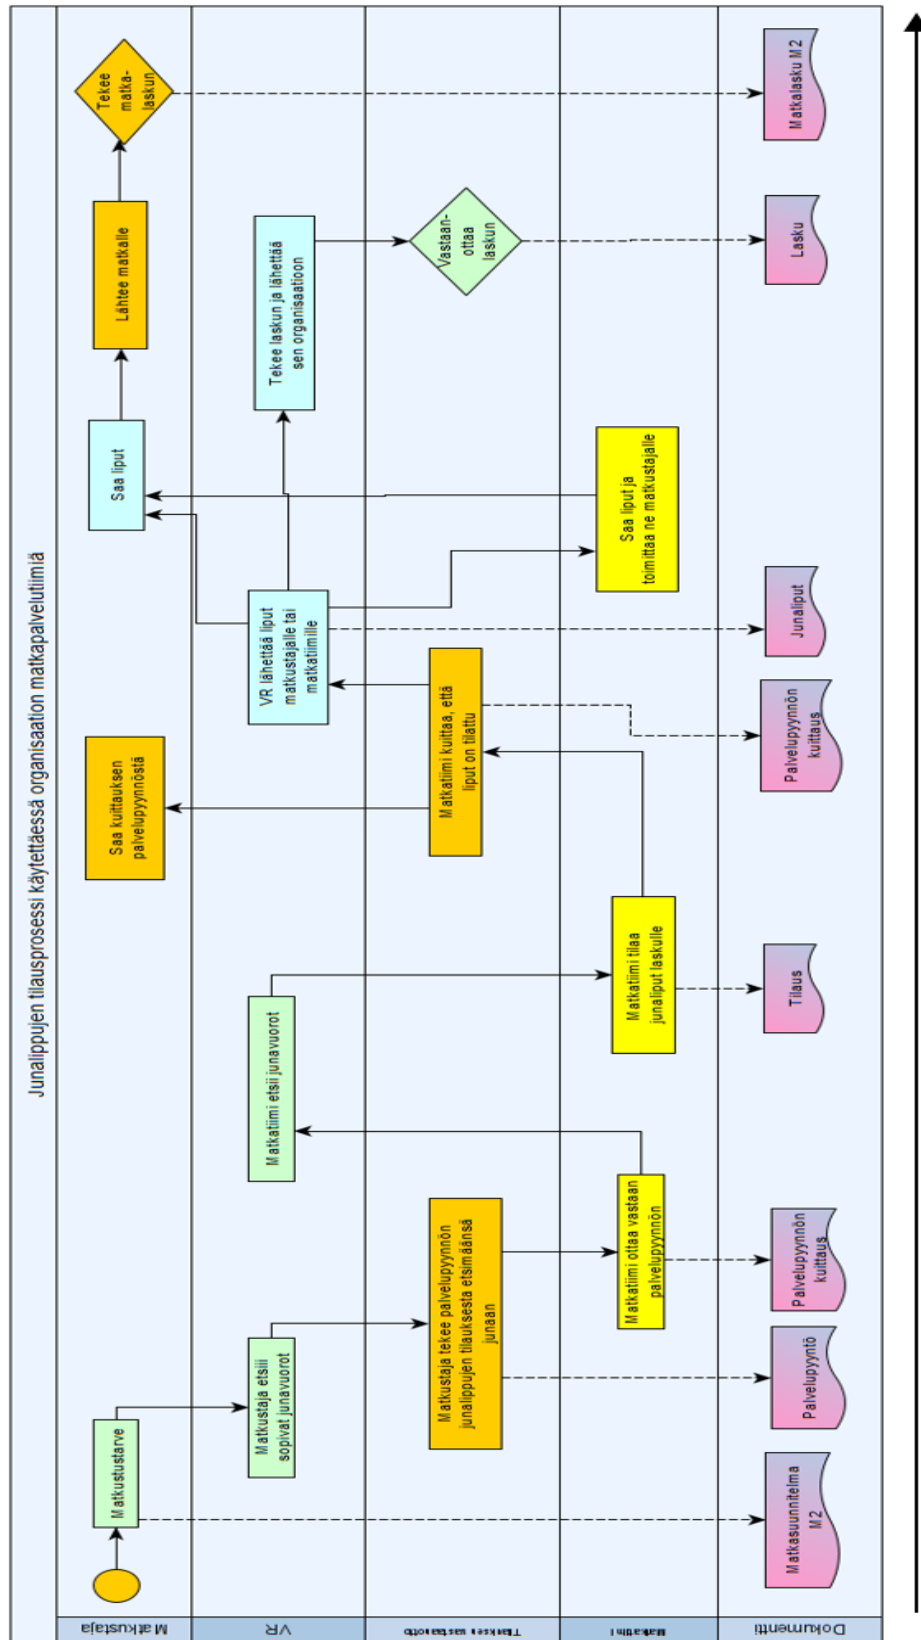 Junalippujen tilausprosessi käytettäessä organisaation matkapalvelutiimiä
Matkustaja
Matkustustarve
Saa kuittauksen
palvelupyynnöstä
Saa liput
Lähtee matkalle
Tekee
matka-
laskun
VR
Matkustaja etsiii
sopivat junavuorot
Matkatiimi etsii junavuorot
VR lähettää liput
matkustajalle tai
matkatiimille
Tekee laskun ja lähettää
sen organisaatioon
Tilauksen vastaanotto
Matkustaja tekee palvelupyynnön
junalippujen tilauksesta etsimäänsä
junaan
Matkatiimi kuittaa, että
liput on tilattu
Vastaan-
ottaa
laskun
Matkatiimi
Matkatiimi ottaa vastaan
palvelupyynnön
Matkatiimi tilaa
junaliput laskulle
Saa liput ja
toimittaa ne matkustajalle
Dokumentti
Matkasuunnitelma
M2
Palvelupyyntö
Palvelupyynnön
kuittaus
Tilaus
Palvelupyynnön
kuittaus
Junaliput
Lasku
Matkalasku M2